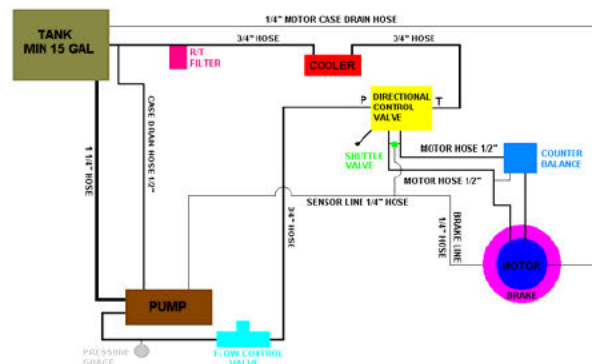 1/4" MOTOR CASE DRAIN HOSE
TANK
MIN 15 GAL
3/4" HOSE
3/4" HOSE
R/T
FILTER
COOLER
P
DIRECTIONAL
CONTROL
VALVE
T
CASE DRAIN HOSE 1/2"
1 1/4" HOSE
SHUTTLE
VALVE
MOTOR HOSE 1/2"
COUNTER
BALANCE
MOTOR HOSE 1/2"
SENSOR LINE 1/4" HOSE
3/4" HOSE
BRAKE LINE
1/4" HOSE
MOTOR
BRAKE
PUMP
PRESSURE
FLOW CONTROL
VALVE